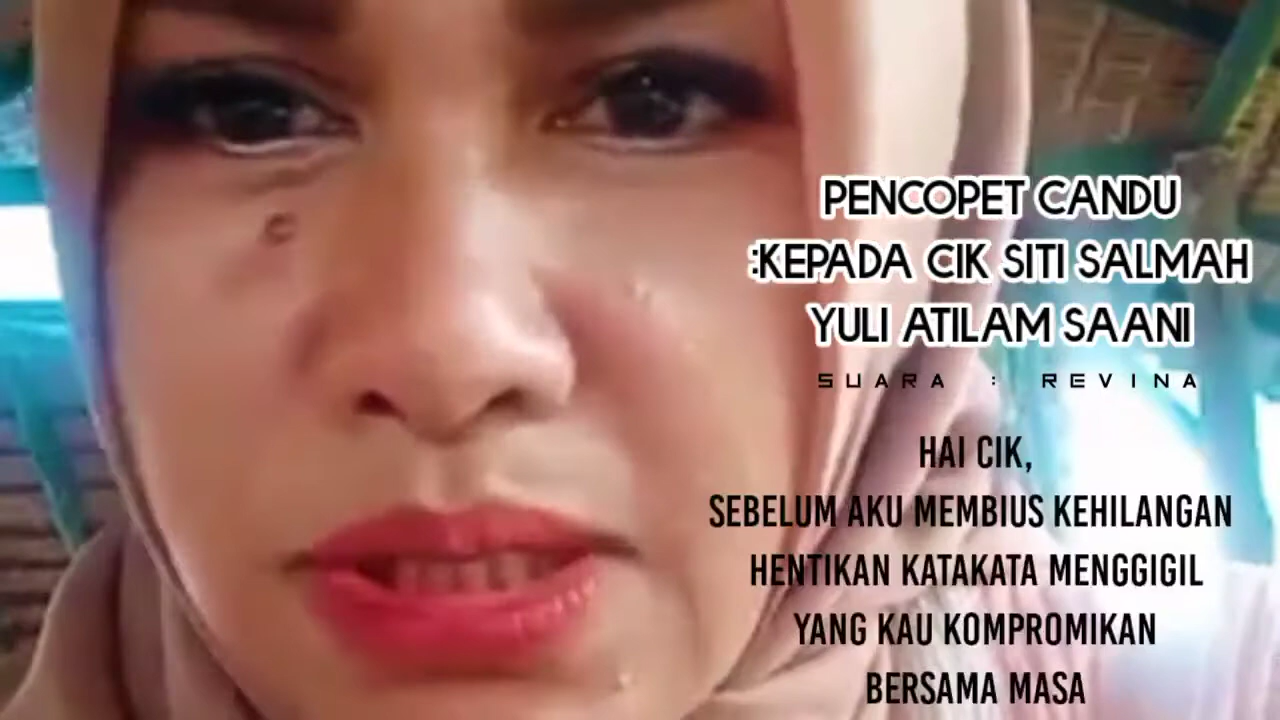 PENCOPET CANDU
:KEPADA CIK SITI SALMAH
YULI ATILAM SAANI
SUARA : REVINA
HAI CIK,
SEBELUM AKU MEMBIUS KEHILANGAN
HENTIKAN KATAKATA MENGGIGIL
YANG KAU KOMPROMIKAN
BERSAMA MASA